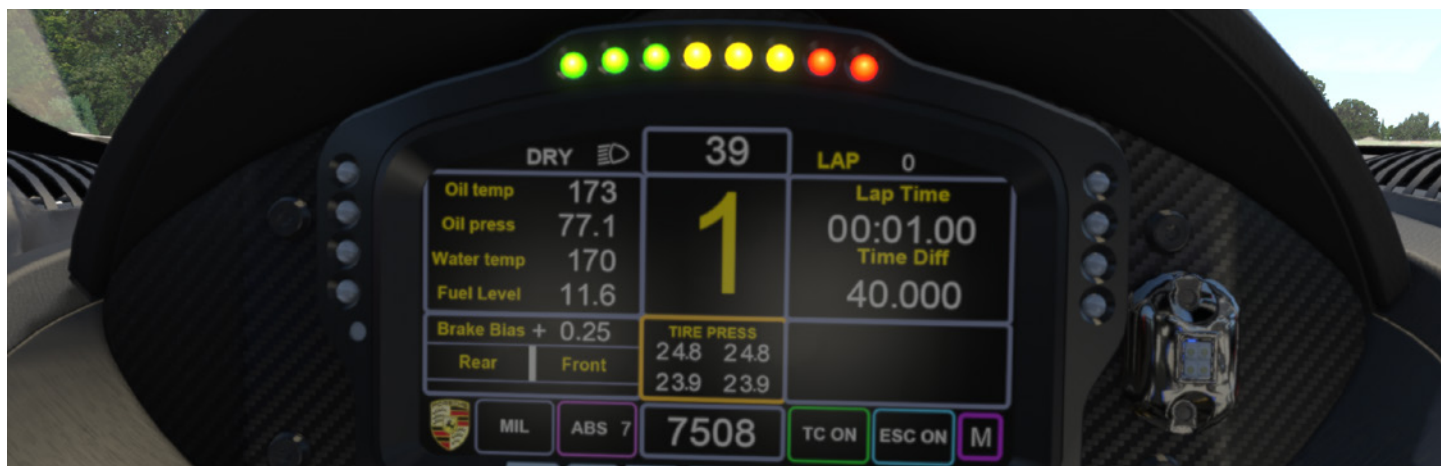 DRY 39 LAP 0
Oil temp 173
Oil press 77.1
Water temp 170
Fuel Level 11.6
1
Lap Time
00:01.00
Time Diff
40.000
Brake Bias + 0.25
Rear Front
TIRE PRESS
24.8 24.8
23.9 23.9
MIL ABS 7 7508 TC ON ESC ON M